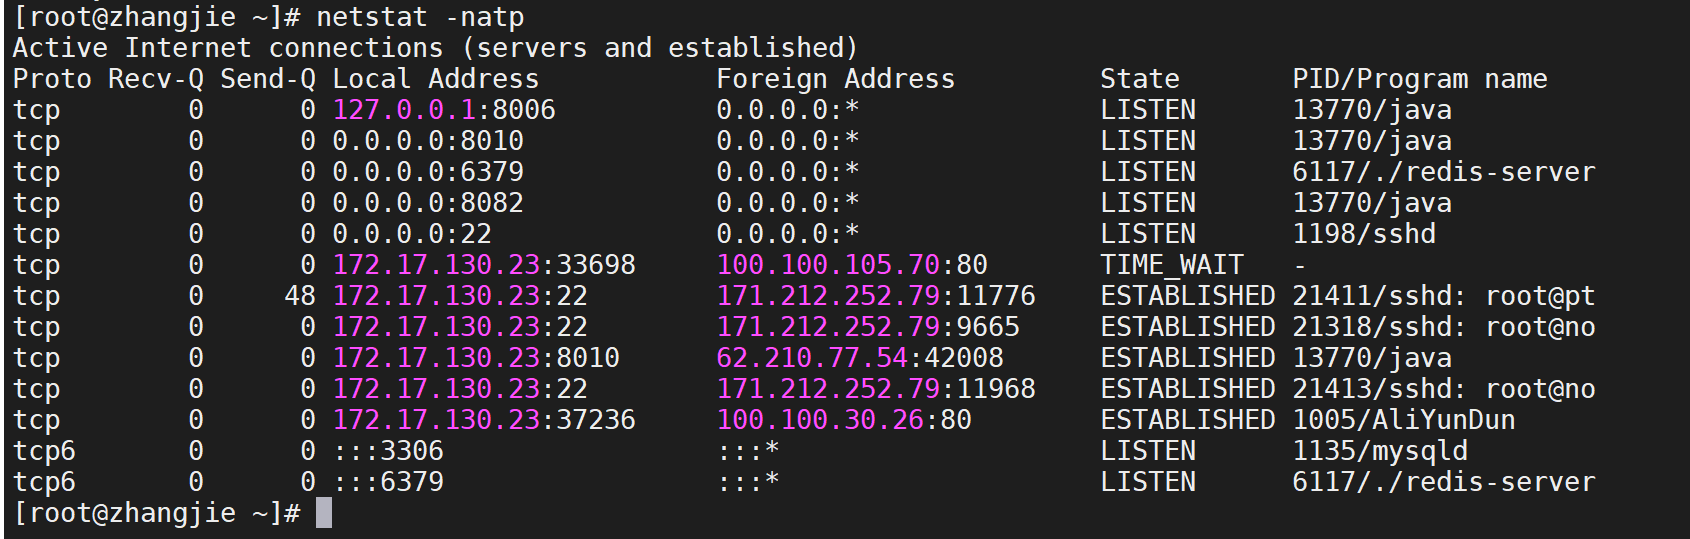 [root@zhangjie ~]# netstat -natp
Active Internet connections (servers and established)
Proto Recv-Q Send-Q Local Address           Foreign Address         State       PID/Program name
tcp        0      0 127.0.0.1:8006          0.0.0.0:*               LISTEN      13770/java
tcp        0      0 0.0.0.0:8010            0.0.0.0:*               LISTEN      13770/java
tcp        0      0 0.0.0.0:6379            0.0.0.0:*               LISTEN      6117/./redis-server
tcp        0      0 0.0.0.0:8082            0.0.0.0:*               LISTEN      13770/java
tcp        0      0 0.0.0.0:22              0.0.0.0:*               LISTEN      1198/sshd
tcp        0      0 172.17.130.23:33698     100.100.105.70:80       TIME_WAIT   -
tcp        0     48 172.17.130.23:22        171.212.252.79:11776    ESTABLISHED 21411/sshd: root@pt
tcp        0      0 172.17.130.23:22        171.212.252.79:9665     ESTABLISHED 21318/sshd: root@no
tcp        0      0 172.17.130.23:8010      62.210.77.54:42008      ESTABLISHED 13770/java
tcp        0      0 172.17.130.23:22        171.212.252.79:11968    ESTABLISHED 21413/sshd: root@no
tcp        0      0 172.17.130.23:37236     100.100.30.26:80        ESTABLISHED 1005/AliYunDun
tcp6       0      0 :::3306                 :::*                    LISTEN      1135/mysqld
tcp6       0      0 :::6379                 :::*                    LISTEN      6117/./redis-server
[root@zhangjie ~]#